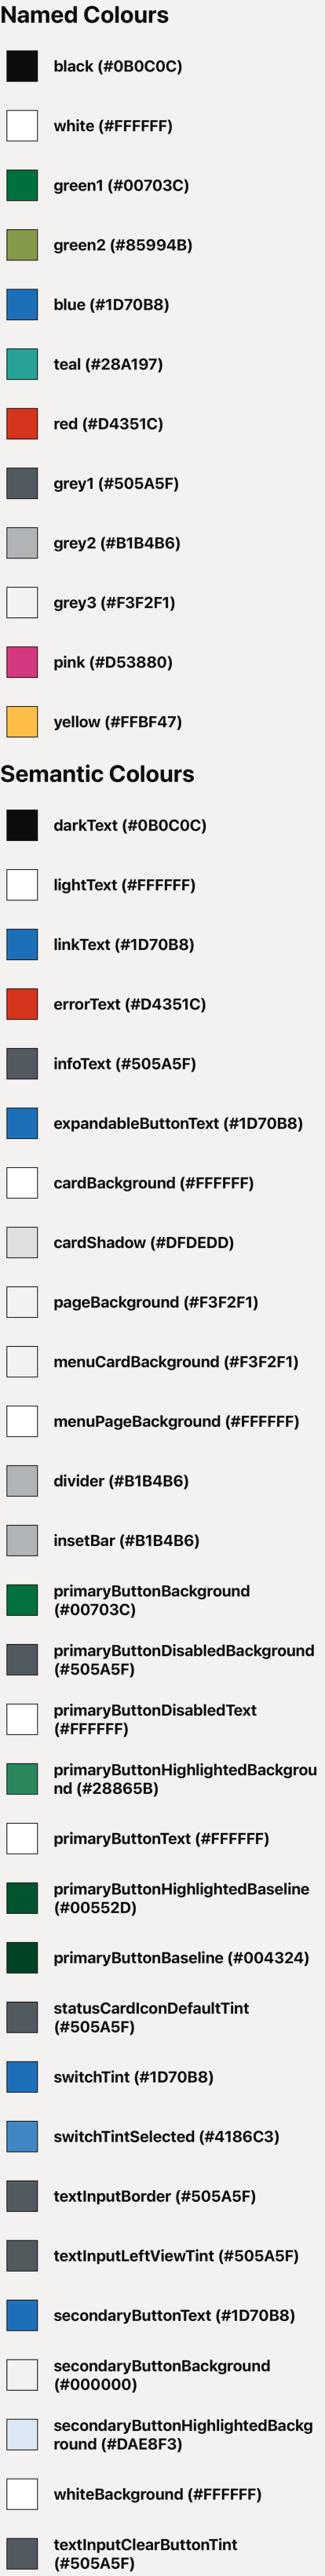 Named Colours
black (#0B0C0C)
white (#FFFFFF)
green1 (#00703C)
green2 (#85994B)
blue (#1D70B8)
teal (#28A197)
red (#D4351C)
grey1 (#505A5F)
grey2 (#B1B4B6)
grey3 (#F3F2F1)
pink (#D53880)
yellow (#FFBF47)
Semantic Colours
darkText (#0B0C0C)
lightText (#FFFFFF)
linkText (#1D70B8)
errorText (#D4351C)
infoText (#505A5F)
expandableButtonText (#1D70B8)
cardBackground (#FFFFFF)
cardShadow (#DFDEDD)
pageBackground (#F3F2F1)
menuCardBackground (#F3F2F1)
menuPageBackground (#FFFFFF)
divider (#B1B4B6)
insetBar (#B1B4B6)
primaryButtonBackground
(#00703C)
primaryButtonDisabledBackground
(#505A5F)
primaryButtonDisabledText
(#FFFFFF)
primaryButtonHighlightedBackgrou
nd (#28865B)
primaryButtonText (#FFFFFF)
primaryButtonHighlightedBaseline
(#00552D)
primaryButtonBaseline (#004324)
statusCardIconDefaultTint
(#505A5F)
switchTint (#1D70B8)
switchTintSelected (#4186C3)
textInputBorder (#505A5F)
textInputLeftViewTint (#505A5F)
secondaryButtonText (#1D70B8)
secondaryButtonBackground
(#000000)
secondaryButtonHighlightedBackg
round (#DAE8F3)
whiteBackground (#FFFFFF)
textInputClearButtonTint
(#505A5F)